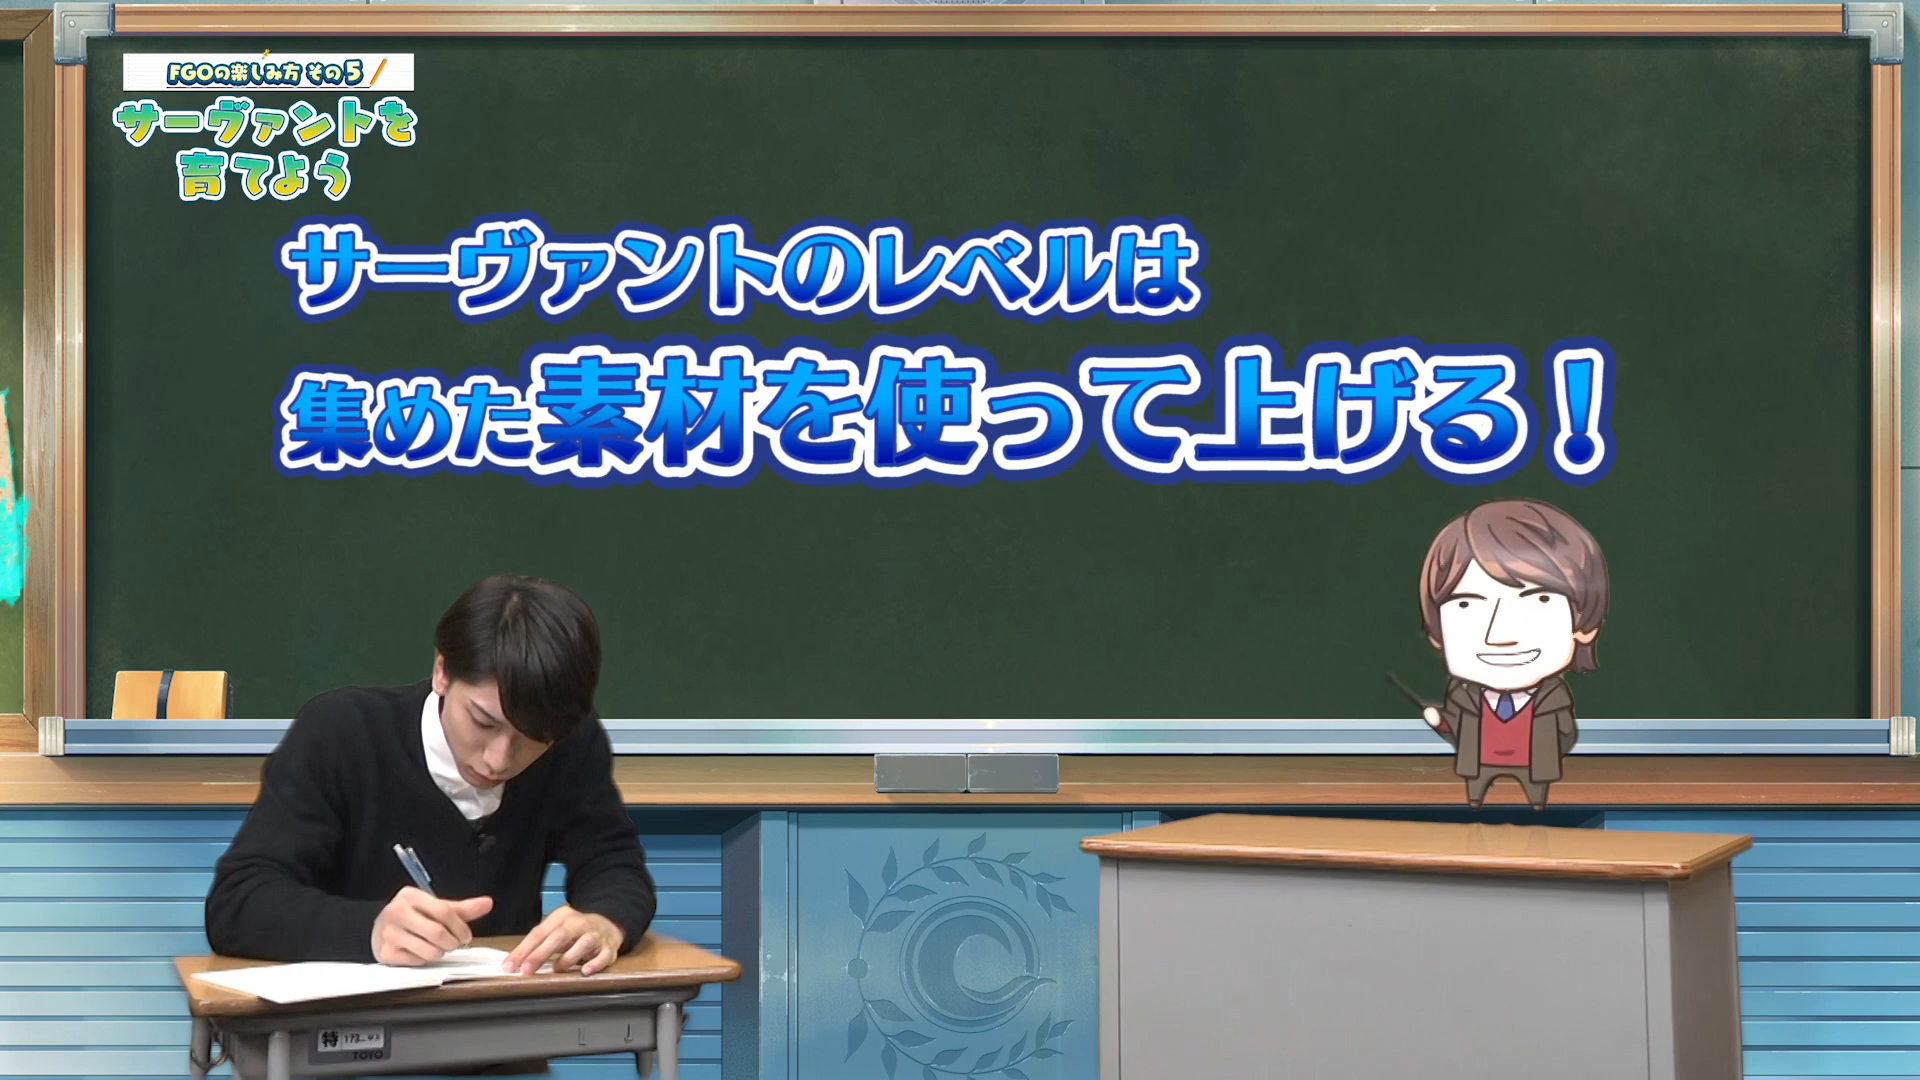 FGOの楽しみ方 その5
サーヴァントを
育てよう
サーヴァントのレベルは
集めた素材を使って上げる！
特
TOYO